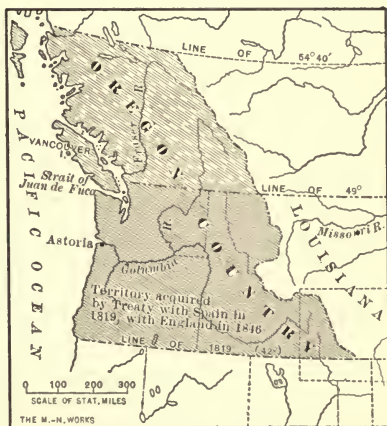 LINE OF 54°40'
OREGON COUNTRY
Fraser R.
PACIFIC OCEAN
VANCOUVER
Strait of
Juan de Fuca
LINE OF 49°
LOUISIANA
Missouri R.
Astoria
Columbia R.
Territory acquired
by Treaty with Spain in
1819, with England in 1846
LINE OF 1819 (42°)
0 100 200 300
SCALE OF STAT. MILES
THE M.-N. WORKS